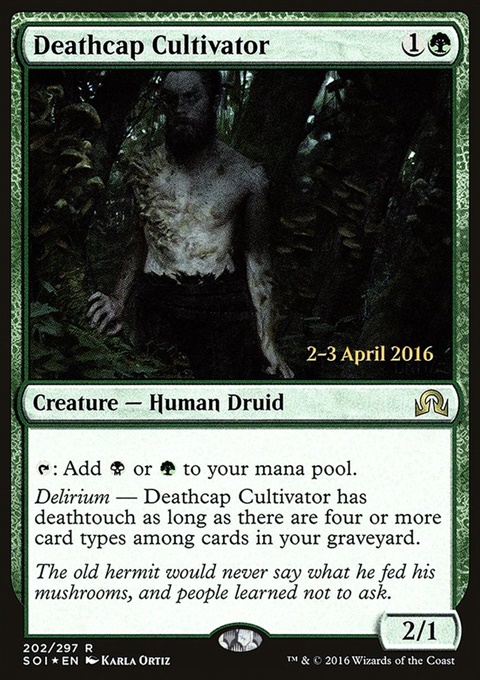 Deathcap Cultivator 1
2-3 April 2016
Creature — Human Druid
: Add or to your mana pool.
Delirium — Deathcap Cultivator has
deathtouch as long as there are four or more
card types among cards in your graveyard.
The old hermit would never say what he fed his
mushrooms, and people learned not to ask.
2/1
202/297 R
SOI★EN Karla Ortiz
™ & © 2016 Wizards of the Coast